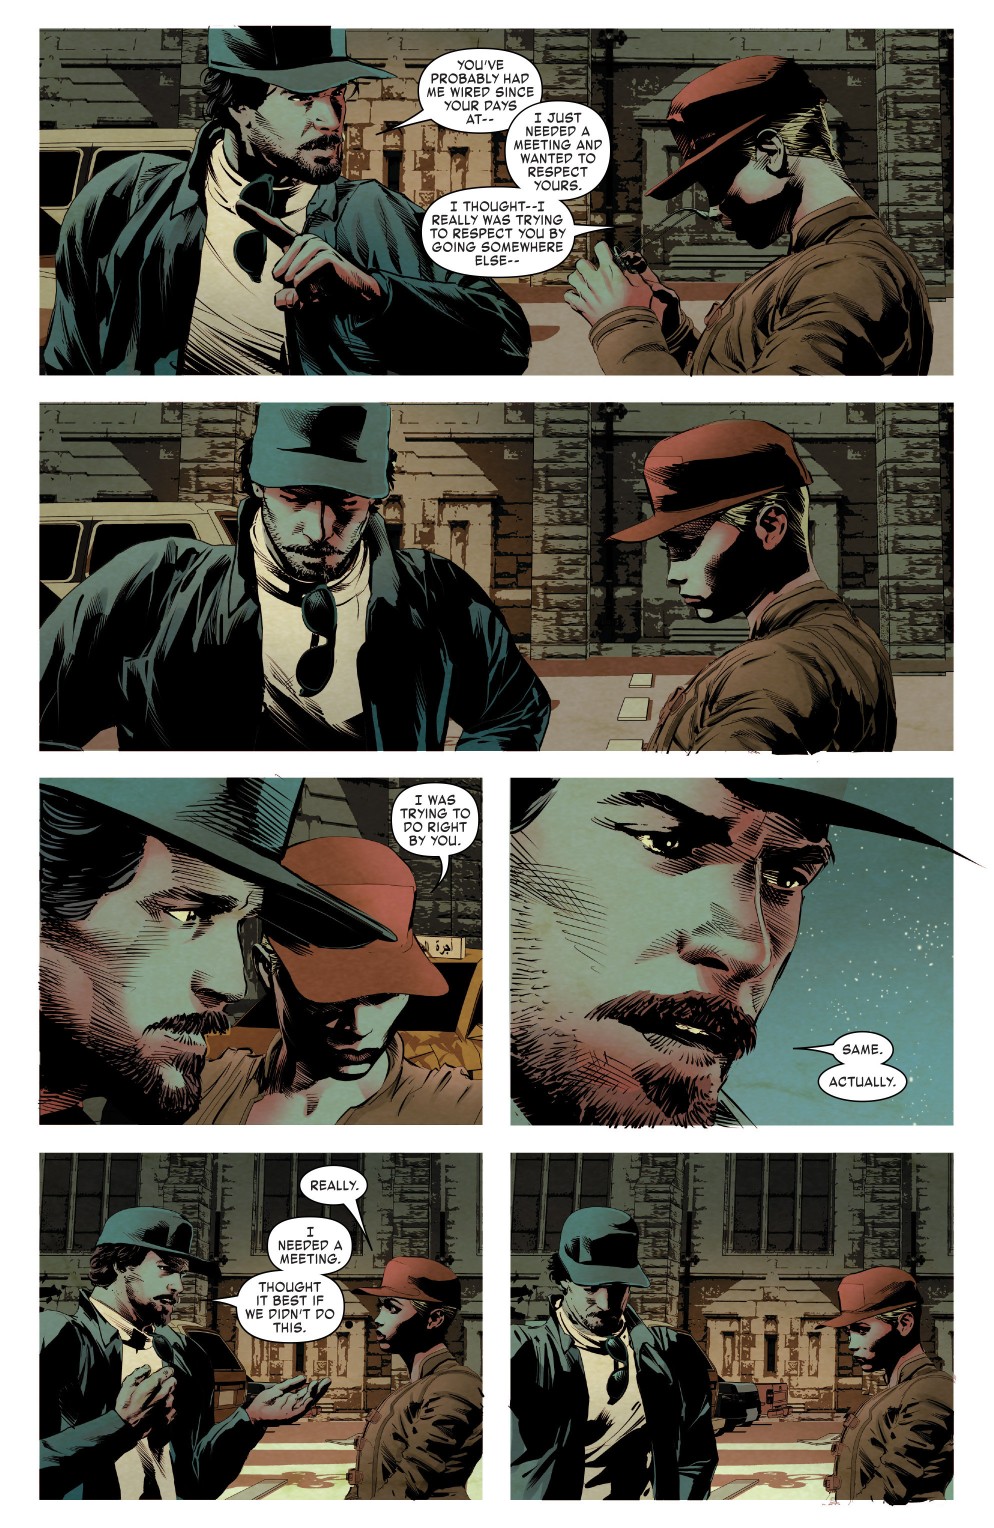 YOU'VE
PROBABLY HAD
ME WIRED SINCE
YOUR DAYS
AT--
I JUST
NEEDED A
MEETING AND
WANTED TO
RESPECT
YOURS.
I THOUGHT--I
REALLY WAS TRYING
TO RESPECT YOU BY
GOING SOMEWHERE
ELSE--
I WAS
TRYING TO
DO RIGHT
BY YOU.
أجرة
SAME.
ACTUALLY.
REALLY.
I
NEEDED A
MEETING.
THOUGHT
IT BEST IF
WE DIDN'T DO
THIS.